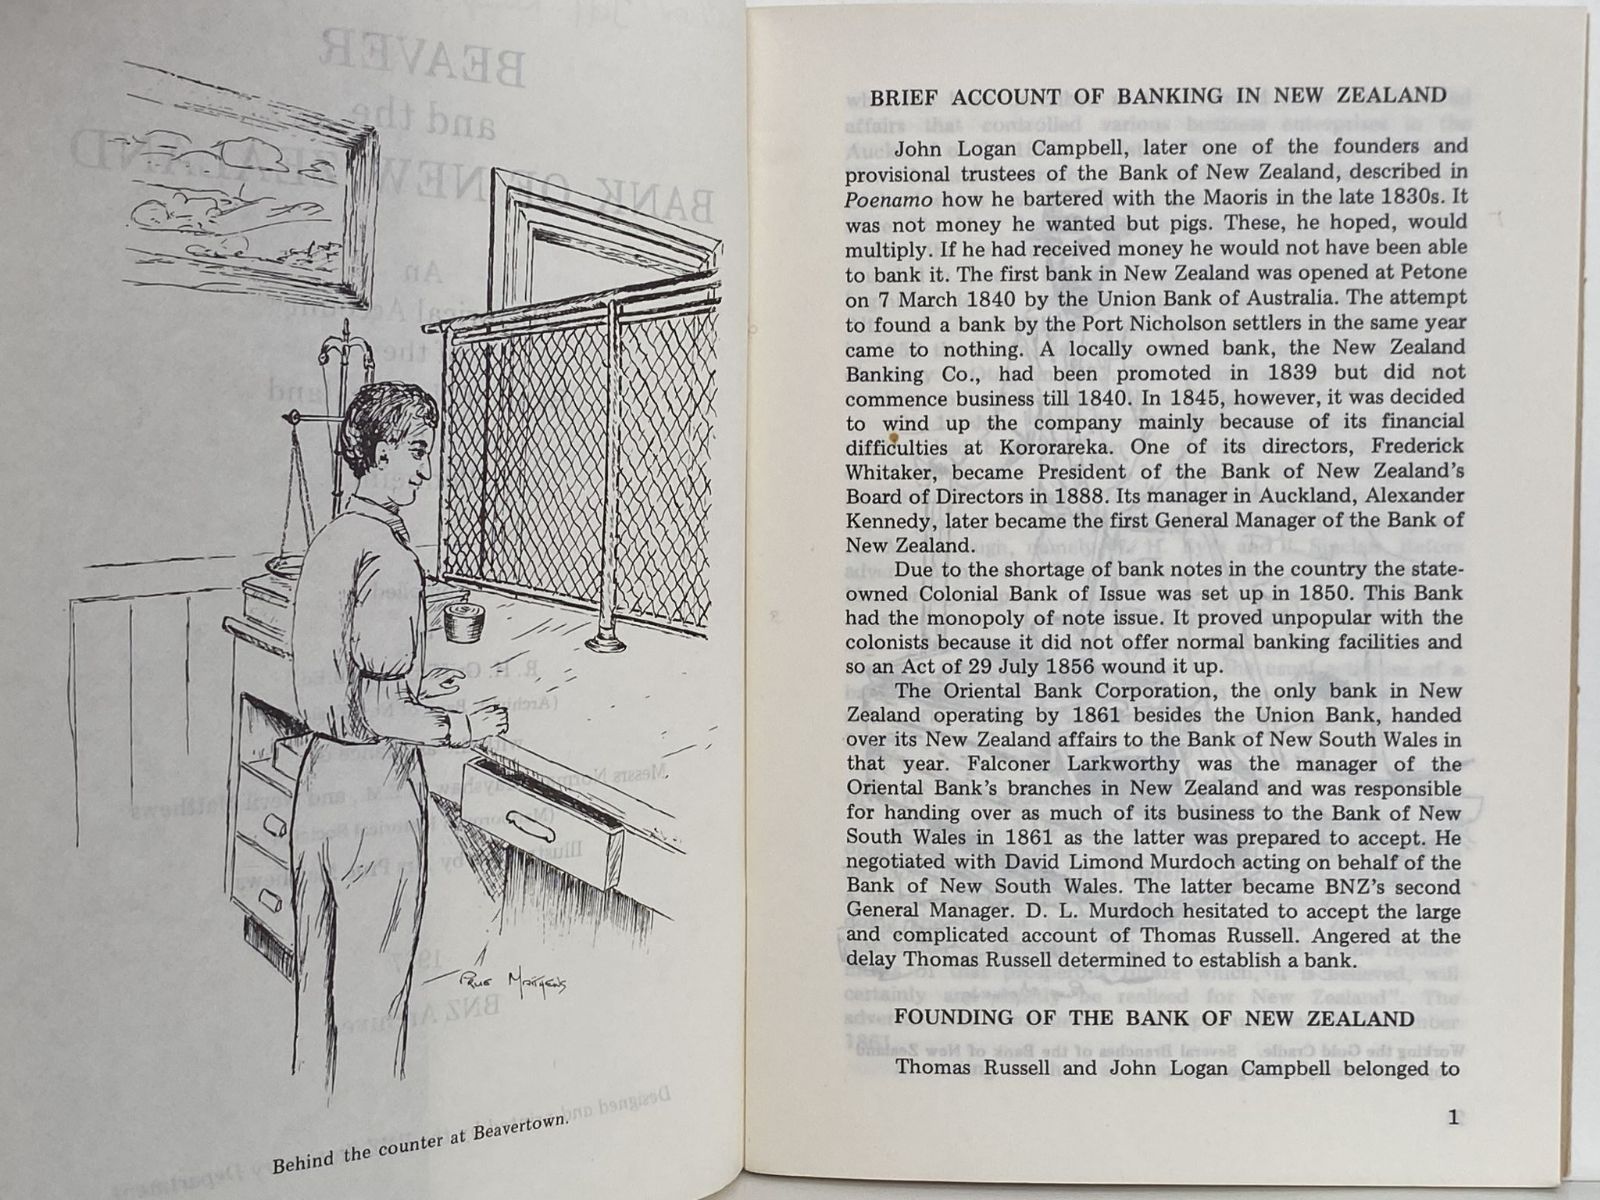 PRUE MATTHEWS
Behind the counter at Beavertown.
BRIEF ACCOUNT OF BANKING IN NEW ZEALAND
John Logan Campbell, later one of the founders and
provisional trustees of the Bank of New Zealand, described in
Poenamo how he bartered with the Maoris in the late 1830s. It
was not money he wanted but pigs. These, he hoped, would
multiply. If he had received money he would not have been able
to bank it. The first bank in New Zealand was opened at Petone
on 7 March 1840 by the Union Bank of Australia. The attempt
to found a bank by the Port Nicholson settlers in the same year
came to nothing. A locally owned bank, the New Zealand
Banking Co., had been promoted in 1839 but did not
commence business till 1840. In 1845, however, it was decided
to wind up the company mainly because of its financial
difficulties at Kororareka. One of its directors, Frederick
Whitaker, became President of the Bank of New Zealand's
Board of Directors in 1888. Its manager in Auckland, Alexander
Kennedy, later became the first General Manager of the Bank of
New Zealand.
Due to the shortage of bank notes in the country the state-
owned Colonial Bank of Issue was set up in 1850. This Bank
had the monopoly of note issue. It proved unpopular with the
colonists because it did not offer normal banking facilities and
so an Act of 29 July 1856 wound it up.
The Oriental Bank Corporation, the only bank in New
Zealand operating by 1861 besides the Union Bank, handed
over its New Zealand affairs to the Bank of New South Wales in
that year. Falconer Larkworthy was the manager of the
Oriental Bank's branches in New Zealand and was responsible
for handing over as much of its business to the Bank of New
South Wales in 1861 as the latter was prepared to accept. He
negotiated with David Limond Murdoch acting on behalf of the
Bank of New South Wales. The latter became BNZ's second
General Manager. D. L. Murdoch hesitated to accept the large
and complicated account of Thomas Russell. Angered at the
delay Thomas Russell determined to establish a bank.
FOUNDING OF THE BANK OF NEW ZEALAND
Thomas Russell and John Logan Campbell belonged to
1